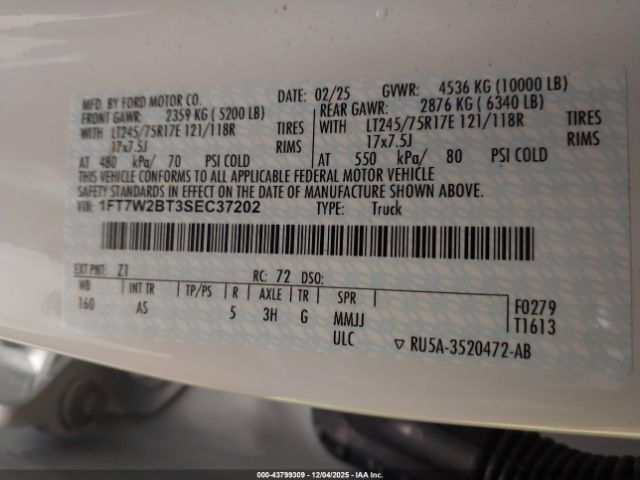 MFD. BY FORD MOTOR CO.
DATE: 02/25 GVWR: 4536 KG (10000 LB)
FRONT GAWR: 2359 KG ( 5200 LB) REAR GAWR: 2876 KG ( 6340 LB)
WITH LT245/75R17E 121/118R TIRES WITH LT245/75R17E 121/118R TIRES
17x7.5J 17x7.5J
AT 480 kPa/ 70 PSI COLD AT 550 kPa/ 80 PSI COLD
THIS VEHICLE CONFORMS TO ALL APPLICABLE FEDERAL MOTOR VEHICLE
SAFETY STANDARDS IN EFFECT ON THE DATE OF MANUFACTURE SHOWN ABOVE.
VIN: 1FT7W2BT3SEC37202 TYPE: Truck
EXT PNT: Z1 RC: 72 DSO:
WB INT TR TP/PS R AXLE TR SPR
160 AS 5 3H G MMJJ
ULC
F0279
T1613
▽ RU5A-3520472-AB
000-43799309 - 12/04/2025 - IAAI.com